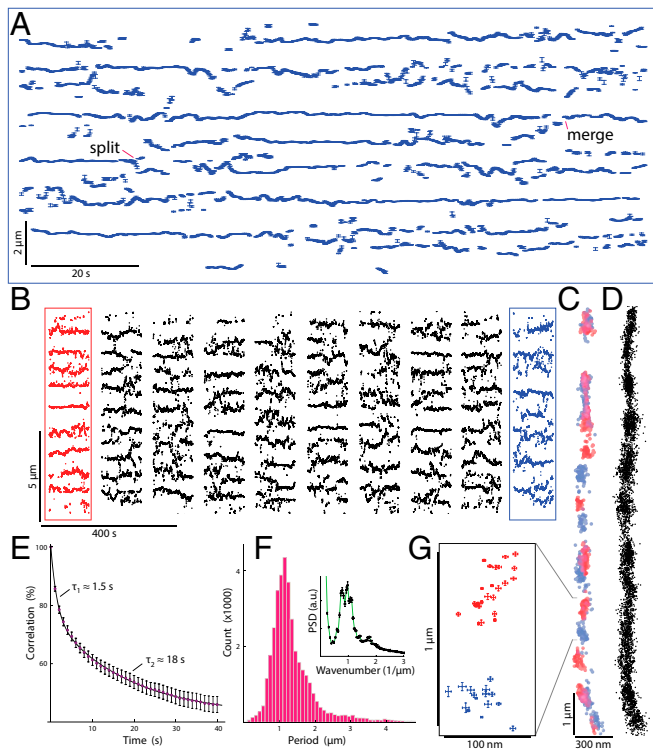 A
split
merge
2 μm
20 s
B
C
D
5 μm
400 s
E
F
G
100
80
60
Correlation (%)
τ1 ≈ 1.5 s
τ2 ≈ 18 s
10 20 30 40
Time (s)
Count (x1000)
4
2
PSD (a.u.)
0 1 2 3
Wavenumber (1/μm)
1 2 3 4
Period (μm)
1 μm
100 nm
1 μm
300 nm